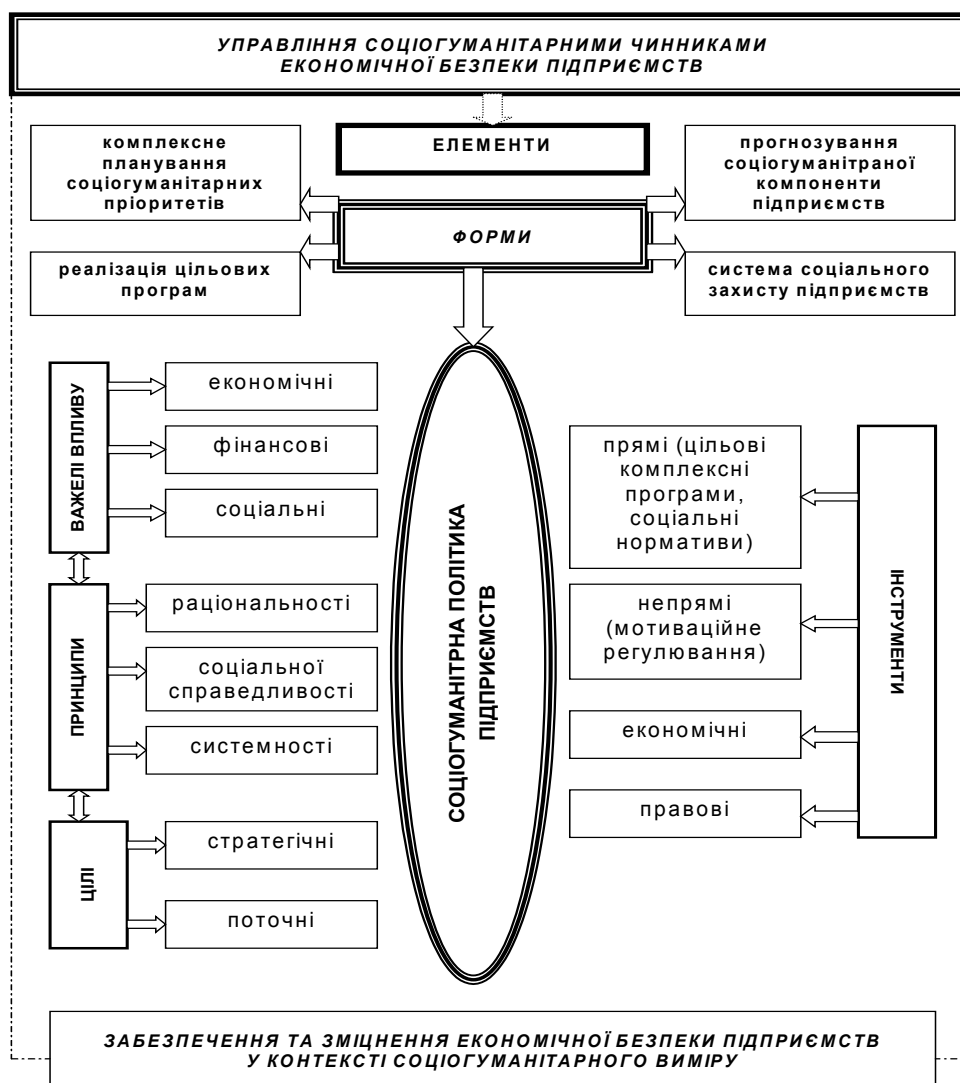 УПРАВЛІННЯ СОЦІОГУМАНІТАРНИМИ ЧИННИКАМИ
ЕКОНОМІЧНОЇ БЕЗПЕКИ ПІДПРИЄМСТВ
ЕЛЕМЕНТИ
комплексне
планування
соціогуманітарних
пріоритетів
прогнозування
соціогуманітраної
компоненти
підприємств
ФОРМИ
реалізація цільових
програм
система соціального
захисту підприємств
ВАЖЕЛІ ВПЛИВУ
економічні
фінансові
соціальні
ПРИНЦИПИ
раціональності
соціальної
справедливості
системності
ЦІЛІ
стратегічні
поточні
СОЦІОГУМАНІТРНА ПОЛІТИКА
ПІДПРИЄМСТВ
прямі (цільові
комплексні
програми,
соціальні
нормативи)
непрямі
(мотиваційне
регулювання)
економічні
правові
ІНСТРУМЕНТИ
ЗАБЕЗПЕЧЕННЯ ТА ЗМІЦНЕННЯ ЕКОНОМІЧНОЇ БЕЗПЕКИ ПІДПРИЄМСТВ
У КОНТЕКСТІ СОЦІОГУМАНІТАРНОГО ВИМІРУ